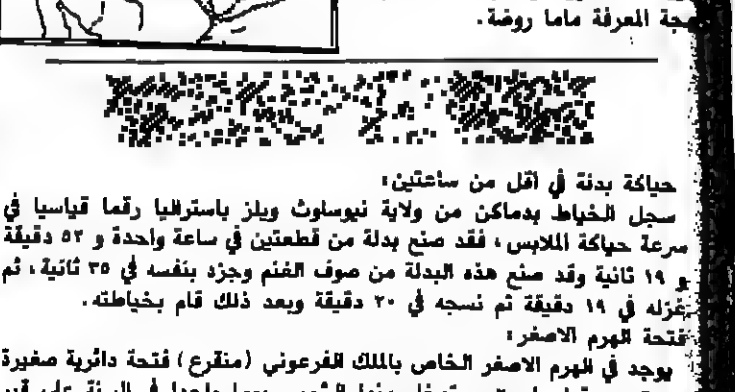 بهجة المعرفة ماما روضة.
حياكة بدلة في أقل من ساعتين:
سجل الخياط بدماكن من ولاية نيوساوث ويلز باستراليا رقما قياسيا في
سرعة حياكة الملابس، فقد صنع بدلة من قطعتين في ساعة واحدة و ٥٢ دقيقة
و ١٩ ثانية وقد صنع هذه البدلة من صوف الغنم وجزه بنفسه في ٣٥ ثانية، ثم
غزله في ١٩ دقيقة ثم نسجه في ٢٠ دقيقة وبعد ذلك قام بخياطته.
فتحة الهرم الاصغر:
يوجد في الهرم الاصغر الخاص بالملك الفرعوني (منقرع) فتحة دائرية صغيرة